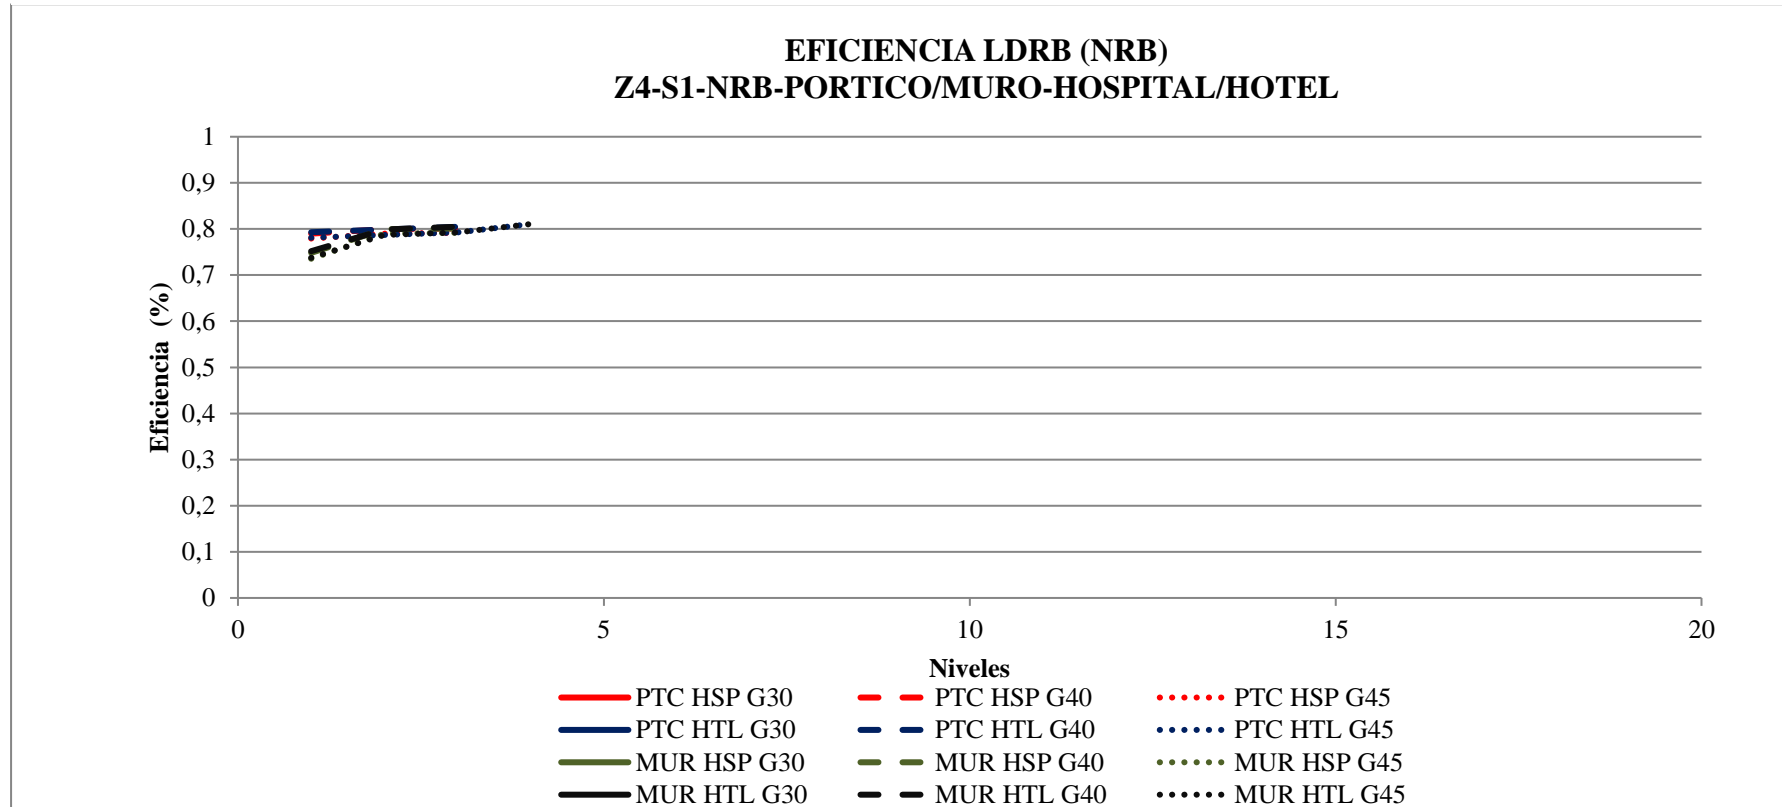 EFICIENCIA LDRB (NRB)
Z4-S1-NRB-PORTICO/MURO-HOSPITAL/HOTEL
1
0,9
0,8
0,7
0,6
0,5
0,4
0,3
0,2
0,1
0
Eficiencia (%)
0 5 10 15 20
Niveles
PTC HSP G30 PTC HSP G40 PTC HSP G45
PTC HTL G30 PTC HTL G40 PTC HTL G45
MUR HSP G30 MUR HSP G40 MUR HSP G45
MUR HTL G30 MUR HTL G40 MUR HTL G45